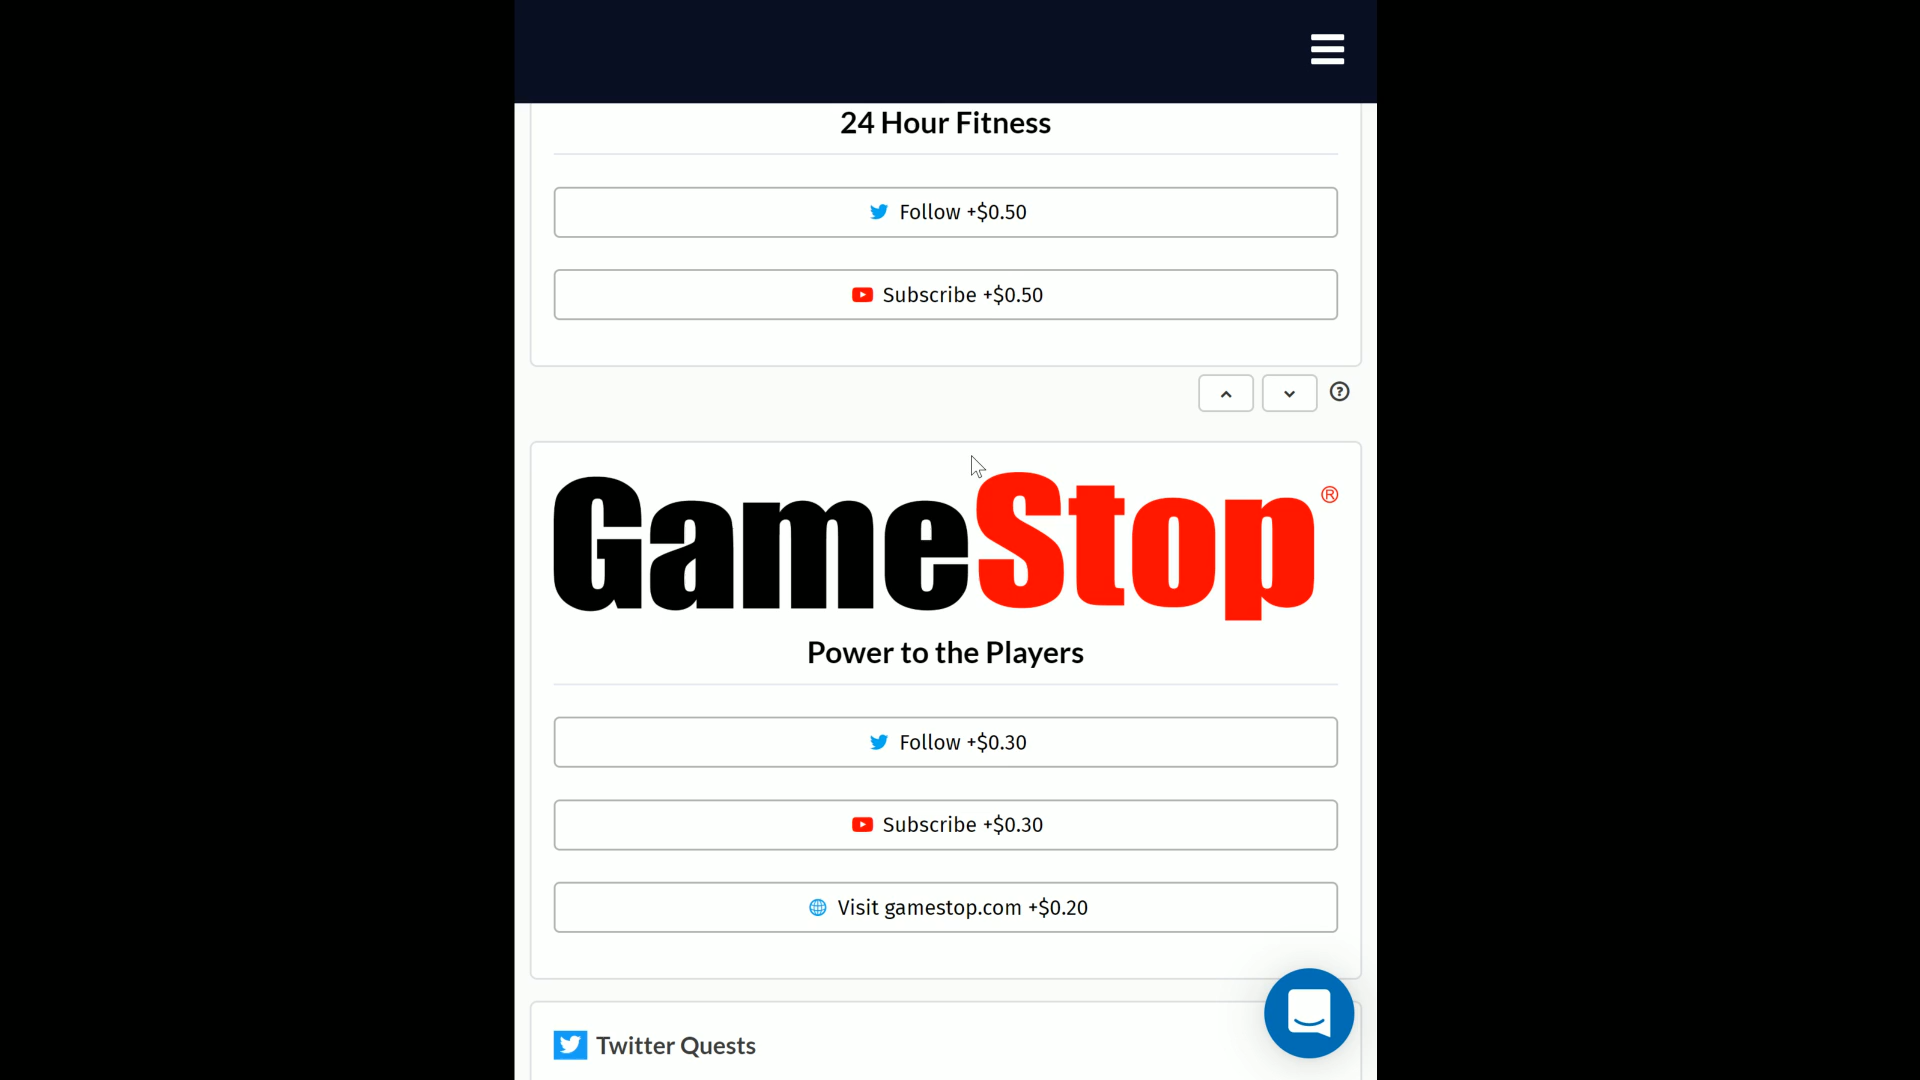 24 Hour Fitness
Follow +$0.50
Subscribe +$0.50
GameStop®
Power to the Players
Follow +$0.30
Subscribe +$0.30
Visit gamestop.com +$0.20
Twitter Quests